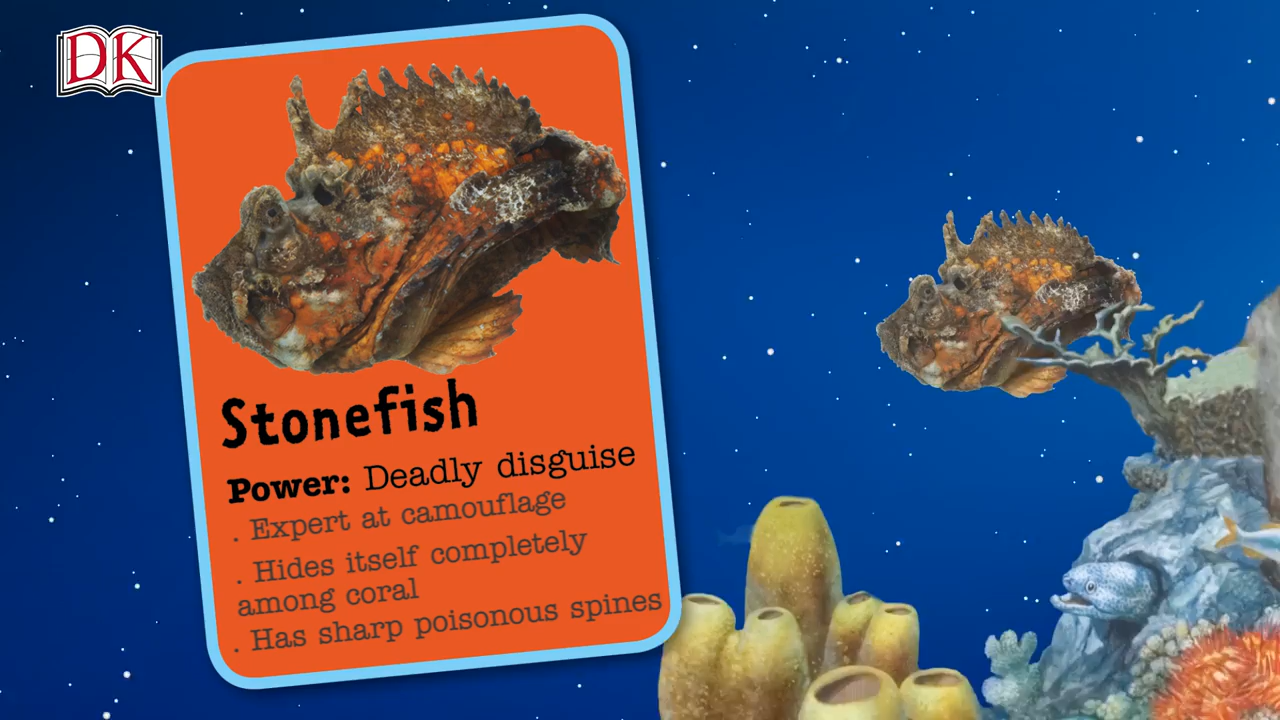 DK
Stonefish
Power: Deadly disguise
. Expert at camouflage
. Hides itself completely
among coral
. Has sharp poisonous spines